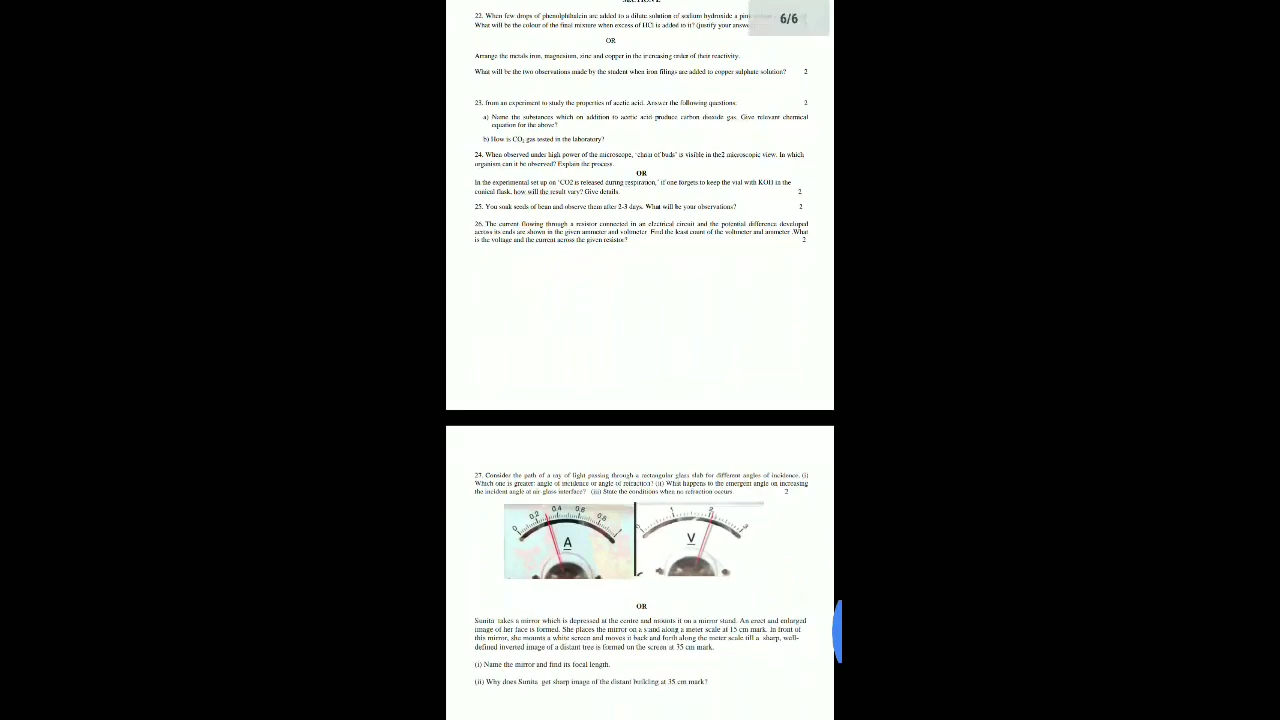 6/6
22. When few drops of phenolphthalein are added to a dilute solution of sodium hydroxide a
What will be the colour of the final mixture when excess of HCl is added to it? (justify your
OR
Arrange the metals iron, magnesium, zinc and copper in the increasing order of their reactivity.
What will be the two observations made by the student when iron filings are added to copper sulphate solution? 2
23. from an experiment to study the properties of acetic acid. Answer the following questions. 2
a) Name the substances which on addition to acetic acid produce carbon dioxide gas. Give relevant chemical
equation for the above?
b) How is CO₂ gas tested in the laboratory?
24. When observed under high power of the microscope, 'chain of buds' is visible in the2 microscopic view. In which
organism can it be observed? Explain the process.
OR
In the experimental set up on 'CO2 is released during respiration,' if one forgets to keep the vial with KOH in the
conical flask, how will the result vary? Give details. 2
25. You soak seeds of bean and observe them after 2-3 days. What will be your observations? 2
26. The current flowing through a resistor connected in an electrical circuit and the potential difference developed
across its ends are shown in the given ammeter and voltmeter. Find the least count of the voltmeter and ammeter .What
is the voltage and the current across the given resistor? 2
27. Consider the path of a ray of light passing through a rectangular glass slab for different angles of incidence. (i)
Which one is greater: angle of incidence or angle of refraction? (ii) What happens to the emergent angle on increasing
the incident angle at air-glass interface? (iii) State the conditions when no refraction occurs. 2
0 0.2 0.4 0.6 0.8 1
A
0 1 2 3
V
OR
Sunita takes a mirror which is depressed at the centre and mounts it on a mirror stand. An erect and enlarged
image of her face is formed. She places the mirror on a stand along a meter scale at 15 cm mark. In front of
this mirror, she mounts a white screen and moves it back and forth along the meter scale till a sharp, well-
defined inverted image of a distant tree is formed on the screen at 35 cm mark.
(i) Name the mirror and find its focal length.
(ii) Why does Sunita get sharp image of the distant building at 35 cm mark?